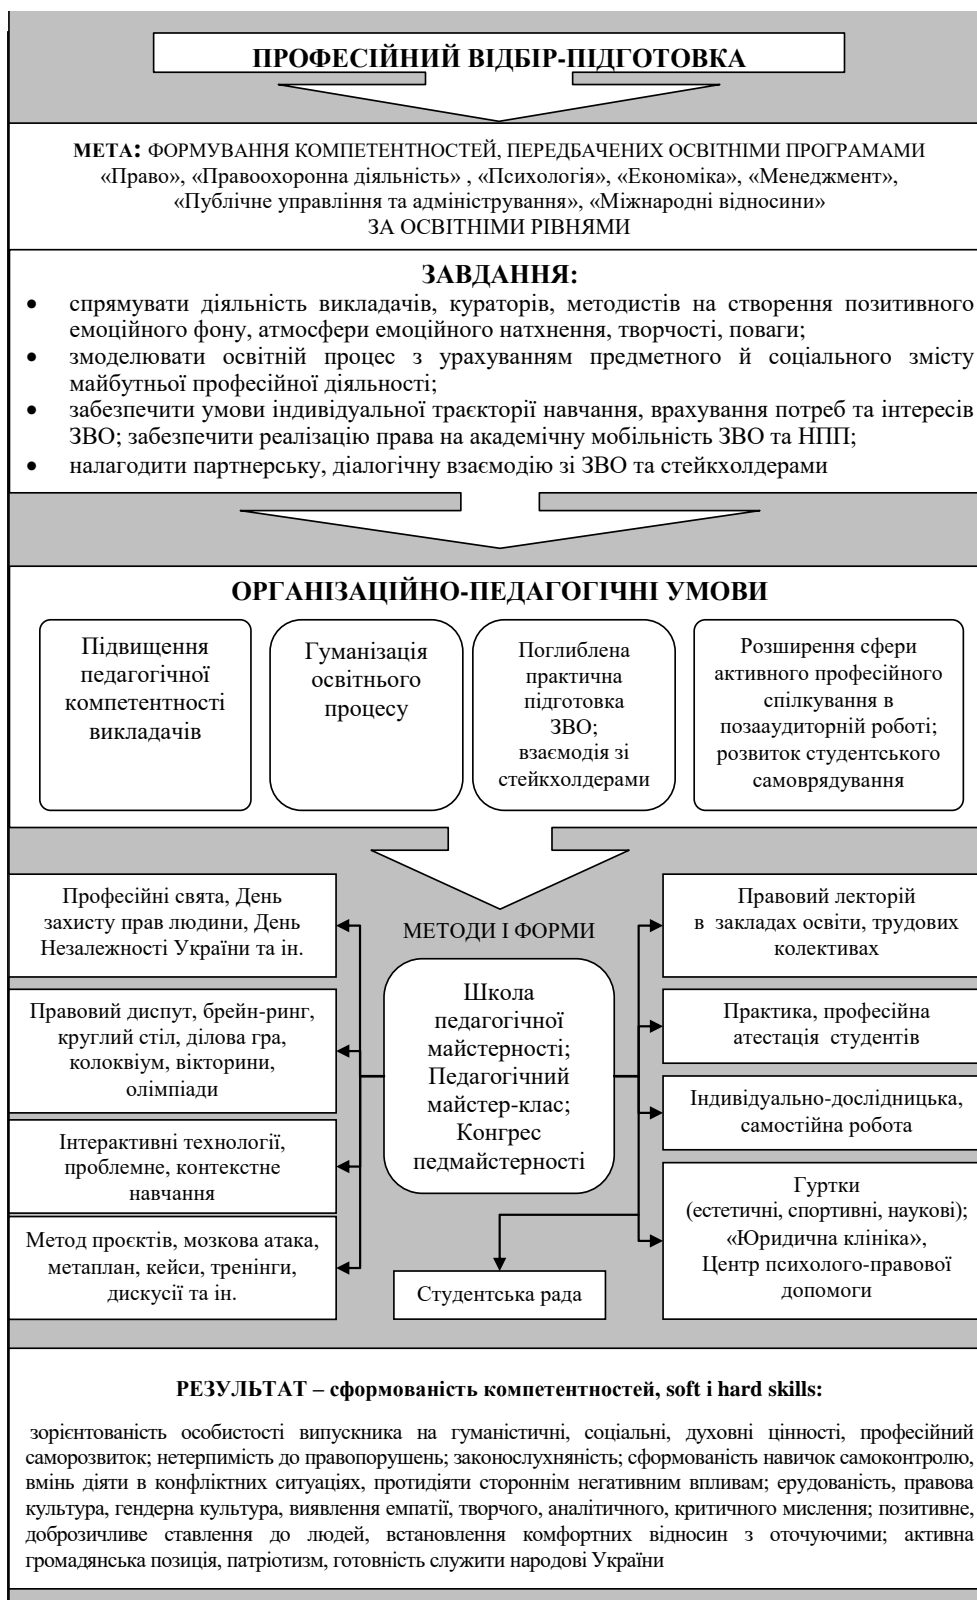 ПРОФЕСІЙНИЙ ВІДБІР-ПІДГОТОВКА
МЕТА: ФОРМУВАННЯ КОМПЕТЕНТНОСТЕЙ, ПЕРЕДБАЧЕНИХ ОСВІТНІМИ ПРОГРАМАМИ
«Право», «Правоохоронна діяльність» , «Психологія», «Економіка», «Менеджмент»,
«Публічне управління та адміністрування», «Міжнародні відносини»
ЗА ОСВІТНІМИ РІВНЯМИ
ЗАВДАННЯ:
• спрямувати діяльність викладачів, кураторів, методистів на створення позитивного
емоційного фону, атмосфери емоційного натхнення, творчості, поваги;
• змоделювати освітній процес з урахуванням предметного й соціального змісту
майбутньої професійної діяльності;
• забезпечити умови індивідуальної траєкторії навчання, врахування потреб та інтересів
ЗВО; забезпечити реалізацію права на академічну мобільність ЗВО та НПП;
• налагодити партнерську, діалогічну взаємодію зі ЗВО та стейкхолдерами
ОРГАНІЗАЦІЙНО-ПЕДАГОГІЧНІ УМОВИ
Підвищення
педагогічної
компетентності
викладачів
Гуманізація
освітнього
процесу
Поглиблена
практична
підготовка
ЗВО;
взаємодія зі
стейкхолдерами
Розширення сфери
активного професійного
спілкування в
позааудиторній роботі;
розвиток студентського
самоврядування
Професійні свята, День
захисту прав людини, День
Незалежності України та ін.
Правовий диспут, брейн-ринг,
круглий стіл, ділова гра,
колоквіум, вікторини,
олімпіади
Інтерактивні технології,
проблемне, контекстне
навчання
Метод проєктів, мозкова атака,
метаплан, кейси, тренінги,
дискусії та ін.
МЕТОДИ І ФОРМИ
Школа
педагогічної
майстерності;
Педагогічний
майстер-клас;
Конгрес
педмайстерності
Студентська рада
Правовий лекторій
в закладах освіти, трудових
колективах
Практика, професійна
атестація студентів
Індивідуально-дослідницька,
самостійна робота
Гуртки
(естетичні, спортивні, наукові);
«Юридична клініка»,
Центр психолого-правової
допомоги
РЕЗУЛЬТАТ – сформованість компетентностей, soft і hard skills:
зорієнтованість особистості випускника на гуманістичні, соціальні, духовні цінності, професійний
саморозвиток; нетерпимість до правопорушень; законослухняність; сформованість навичок самоконтролю,
вмінь діяти в конфліктних ситуаціях, протидіяти стороннім негативним впливам; ерудованість, правова
культура, гендерна культура, виявлення емпатії, творчого, аналітичного, критичного мислення; позитивне,
доброзичливе ставлення до людей, встановлення комфортних відносин з оточуючими; активна
громадянська позиція, патріотизм, готовність служити народові України